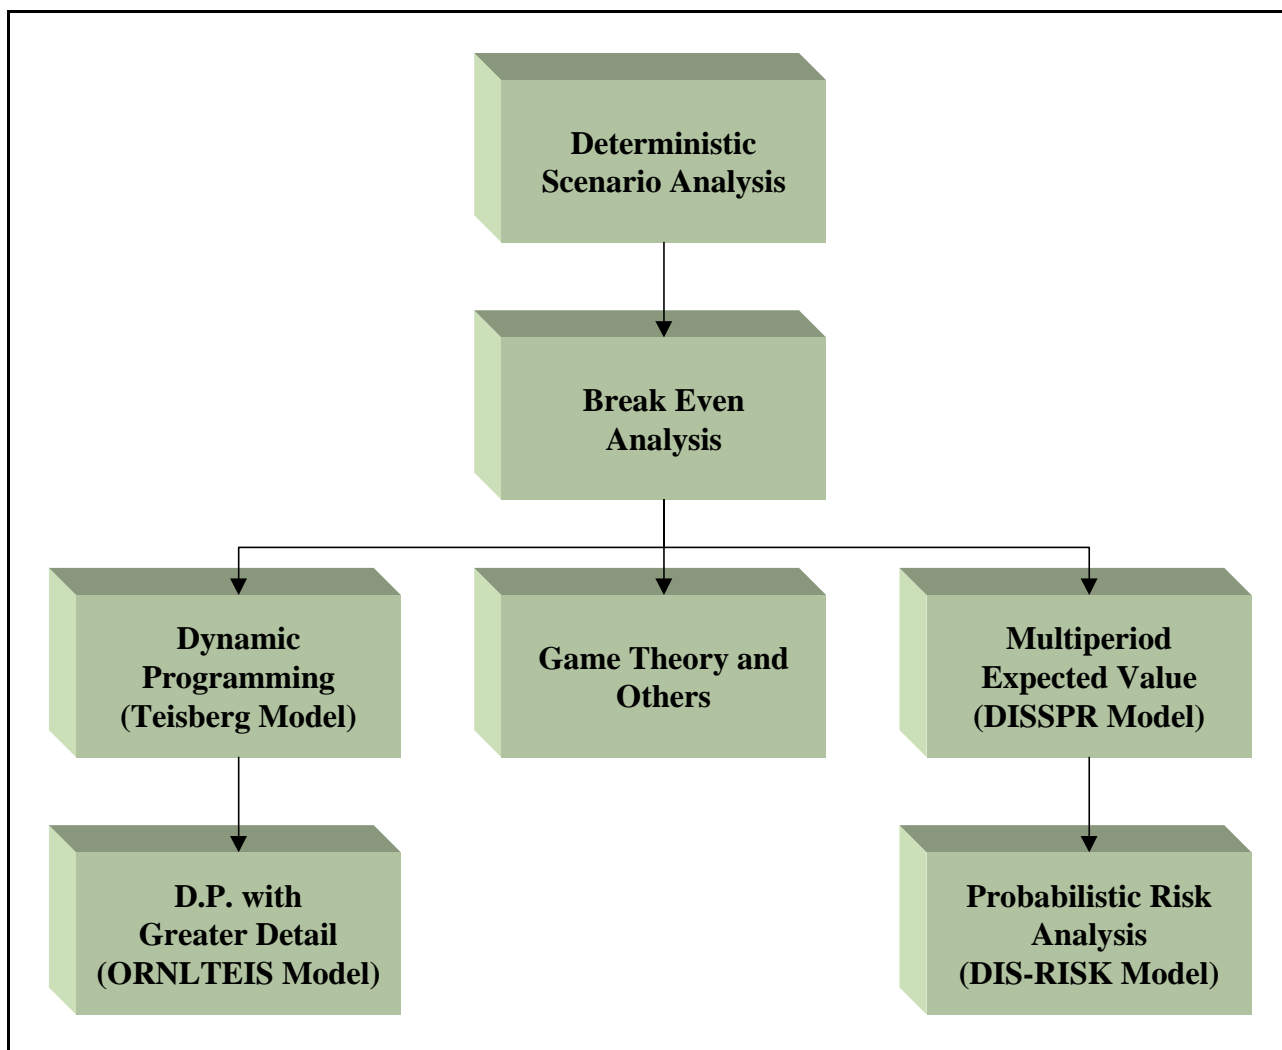 Deterministic
Scenario Analysis
Break Even
Analysis
Dynamic
Programming
(Teisberg Model)
Game Theory and
Others
Multiperiod
Expected Value
(DISSPR Model)
D.P. with
Greater Detail
(ORNLTEIS Model)
Probabilistic Risk
Analysis
(DIS-RISK Model)